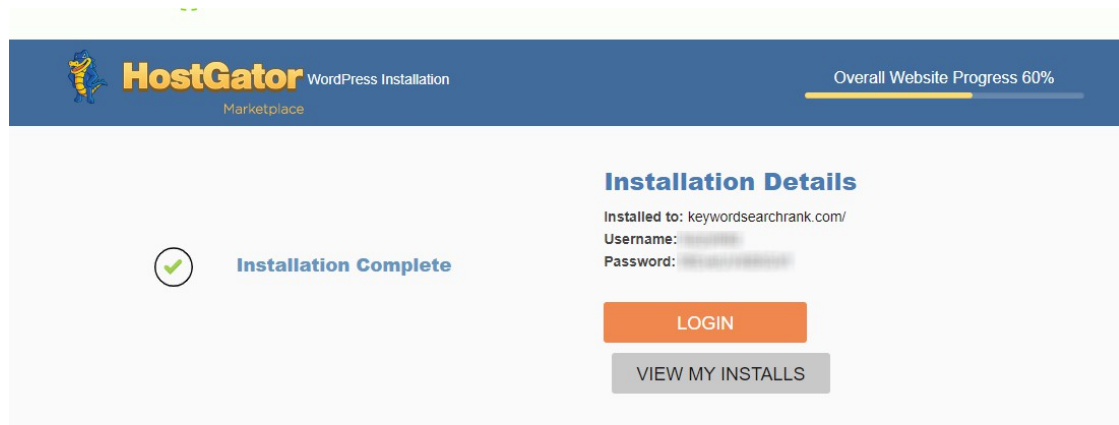 HostGator WordPress Installation
Marketplace
Overall Website Progress 60%
Installation Complete
Installation Details
Installed to: keywordsearchrank.com/
Username:
Password:
LOGIN
VIEW MY INSTALLS